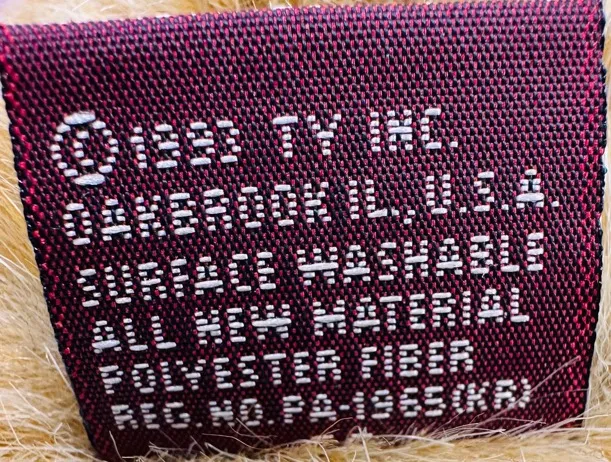 © 1993 TY INC.
OAKBROOK IL., U.S.A.
SURFACE WASHABLE
ALL NEW MATERIAL
POLYESTER FIBER
REG. NO. PA-1965(KR)